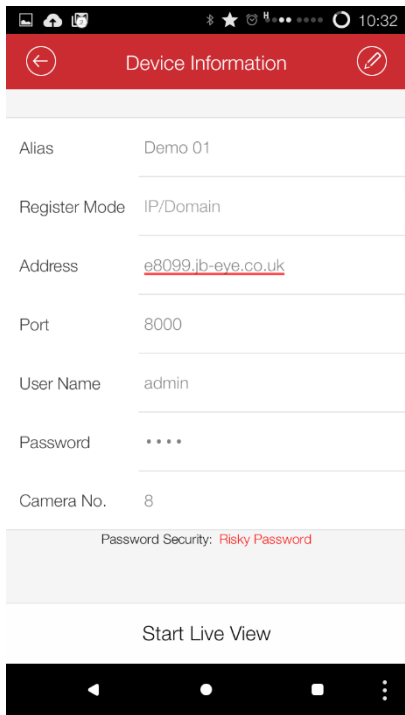 H 10:32
Device Information
Alias Demo 01
Register Mode IP/Domain
Address e8099.jb-eye.co.uk
Port 8000
User Name admin
Password ••••
Camera No. 8
Password Security: Risky Password
Start Live View